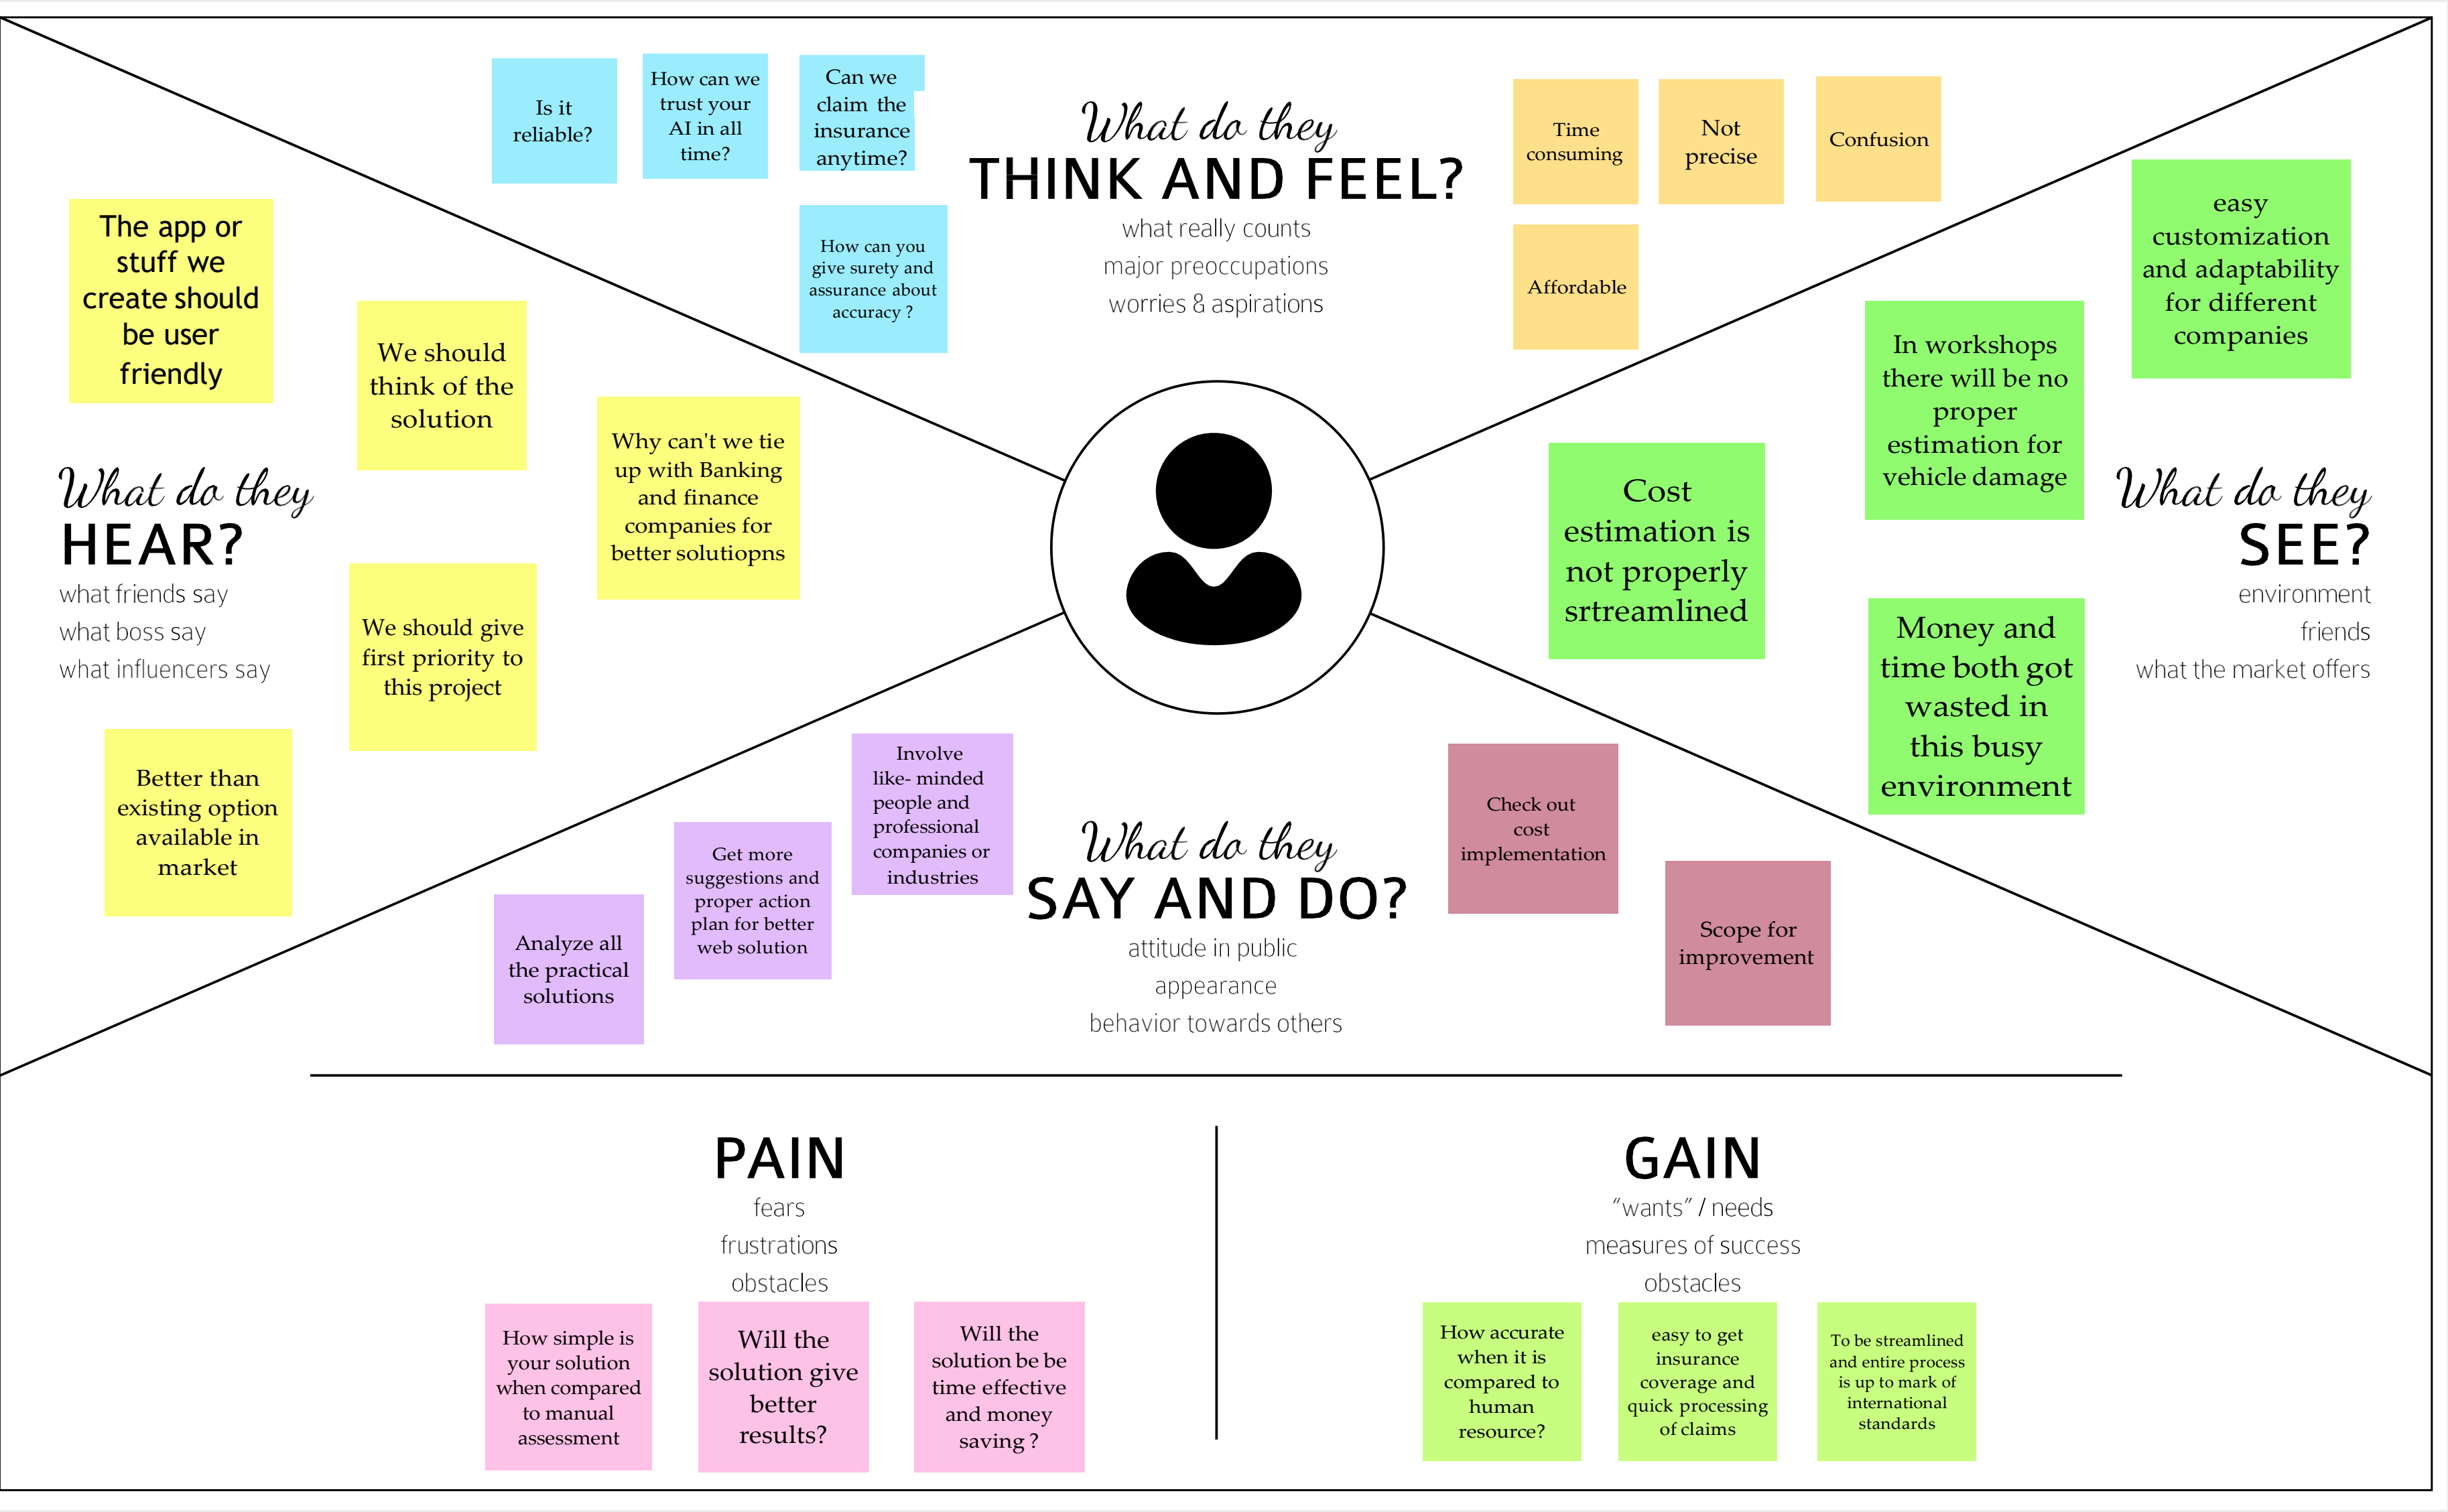 Is it
reliable?
How can we
trust your
AI in all
time?
Can we
claim the
insurance
anytime?
How can you
give surety and
assurance about
accuracy ?
What do they
THINK AND FEEL?
what really counts
major preoccupations
worries & aspirations
Time
consuming
Not
precise
Confusion
Affordable
The app or
stuff we
create should
be user
friendly
We should
think of the
solution
Why can't we tie
up with Banking
and finance
companies for
better solutiopns
What do they
HEAR?
what friends say
what boss say
what influencers say
We should give
first priority to
this project
Better than
existing option
available in
market
easy
customization
and adaptability
for different
companies
In workshops
there will be no
proper
estimation for
vehicle damage
Cost
estimation is
not properly
srtreamlined
What do they
SEE?
environment
friends
what the market offers
Money and
time both got
wasted in
this busy
environment
Involve
like- minded
people and
professional
companies or
industries
Get more
suggestions and
proper action
plan for better
web solution
Analyze all
the practical
solutions
What do they
SAY AND DO?
attitude in public
appearance
behavior towards others
Check out
cost
implementation
Scope for
improvement
PAIN
fears
frustrations
obstacles
How simple is
your solution
when compared
to manual
assessment
Will the
solution give
better
results?
Will the
solution be be
time effective
and money
saving ?
GAIN
“wants” / needs
measures of success
obstacles
How accurate
when it is
compared to
human
resource?
easy to get
insurance
coverage and
quick processing
of claims
To be streamlined
and entire process
is up to mark of
international
standards